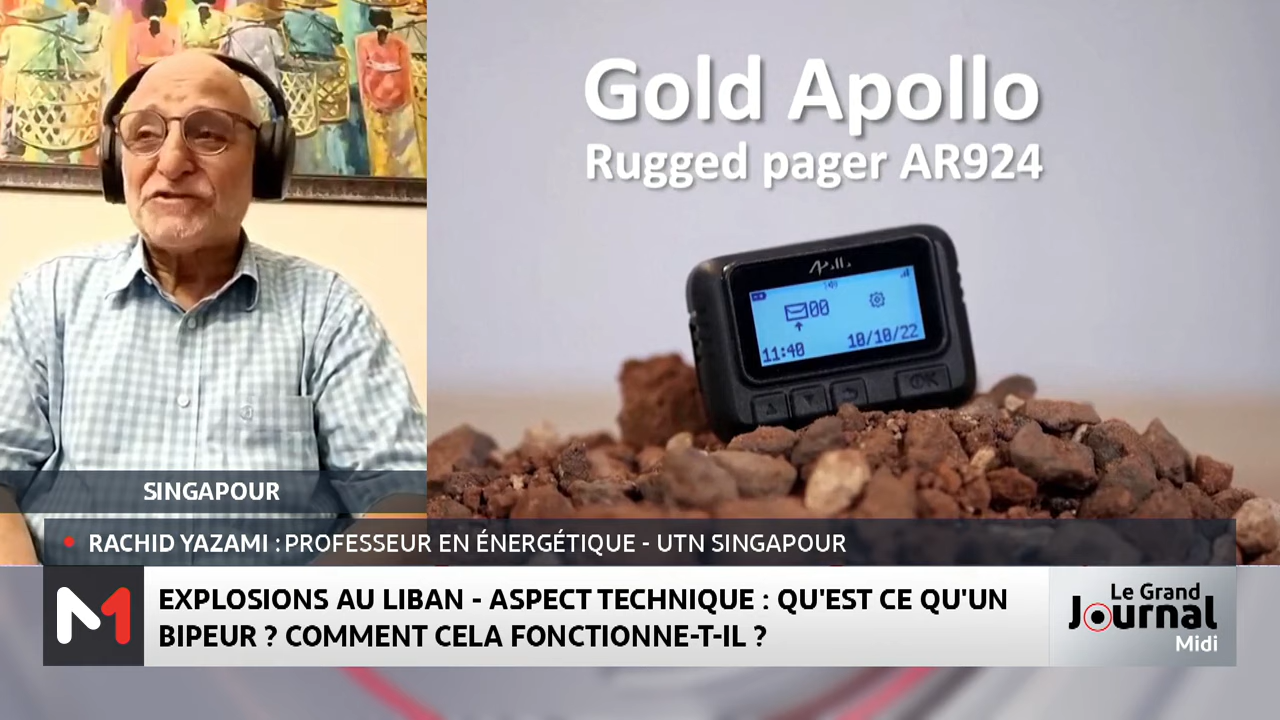 Gold Apollo
Rugged pager AR924
Apollo
00
11:40
10/10/22
OK
SINGAPOUR
RACHID YAZAMI : PROFESSEUR EN ÉNERGÉTIQUE - UTN SINGAPOUR
M1
EXPLOSIONS AU LIBAN - ASPECT TECHNIQUE : QU'EST CE QU'UN
BIPEUR ? COMMENT CELA FONCTIONNE-T-IL ?
Le Grand
Journal
Midi